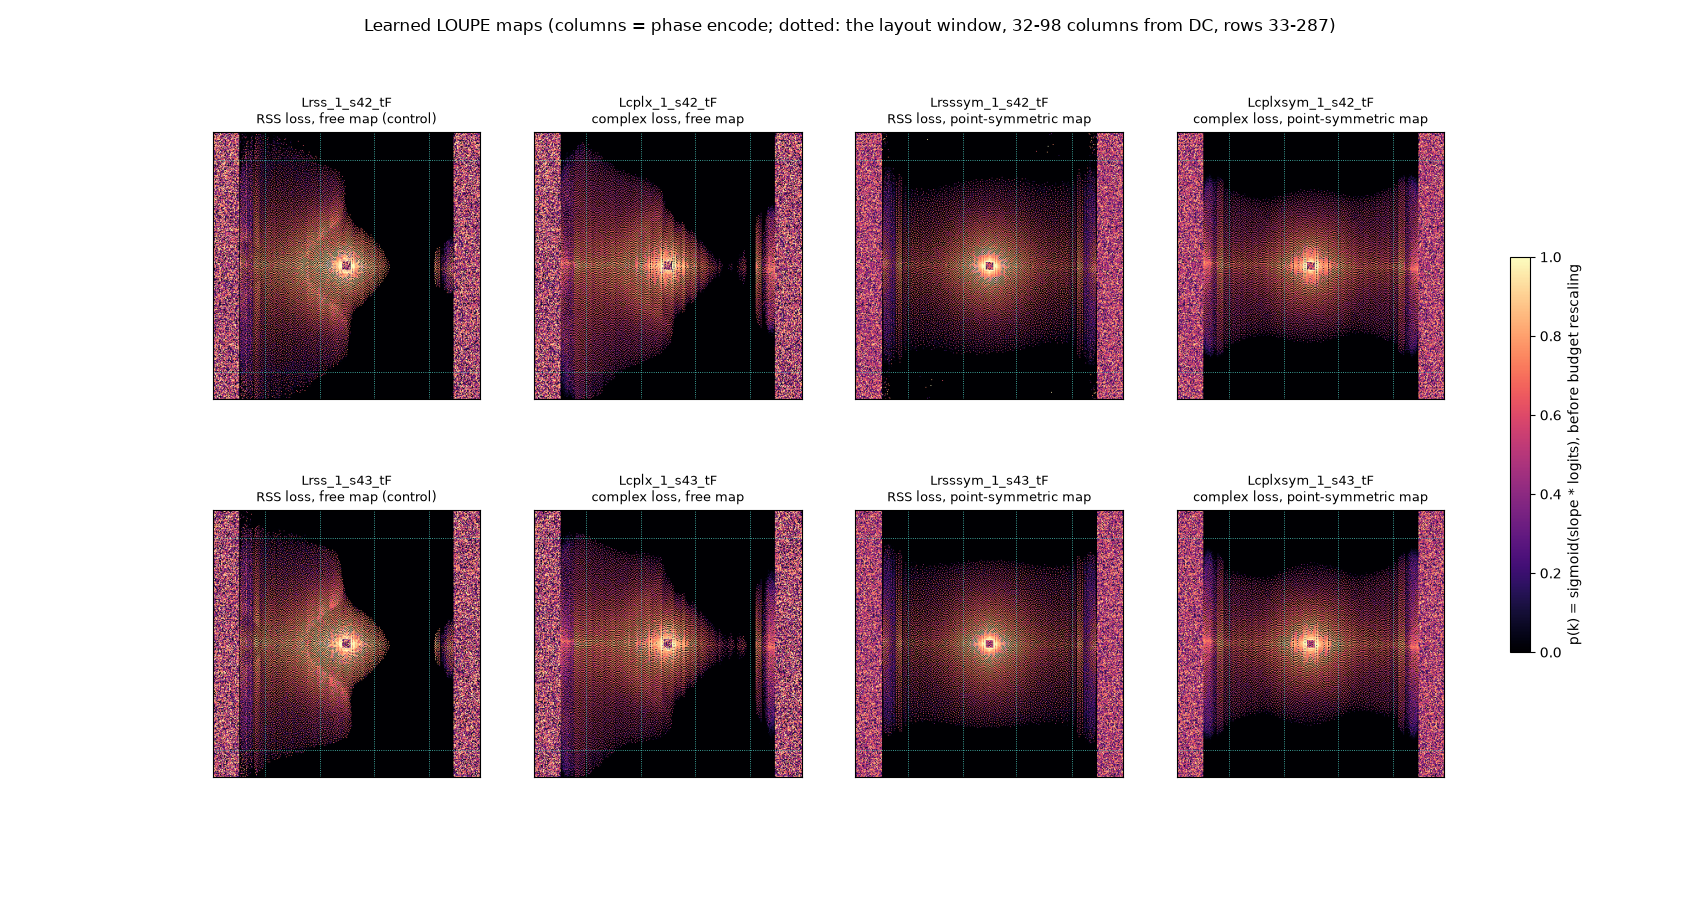 Learned LOUPE maps (columns = phase encode; dotted: the layout window, 32-98 columns from DC, rows 33-287)
Lrss_1_s42_tF
RSS loss, free map (control)
Lcplx_1_s42_tF
complex loss, free map
Lrsssym_1_s42_tF
RSS loss, point-symmetric map
Lcplxsym_1_s42_tF
complex loss, point-symmetric map
Lrss_1_s43_tF
RSS loss, free map (control)
Lcplx_1_s43_tF
complex loss, free map
Lrsssym_1_s43_tF
RSS loss, point-symmetric map
Lcplxsym_1_s43_tF
complex loss, point-symmetric map
1.0
0.8
0.6
0.4
0.2
0.0
p(k) = sigmoid(slope * logits), before budget rescaling